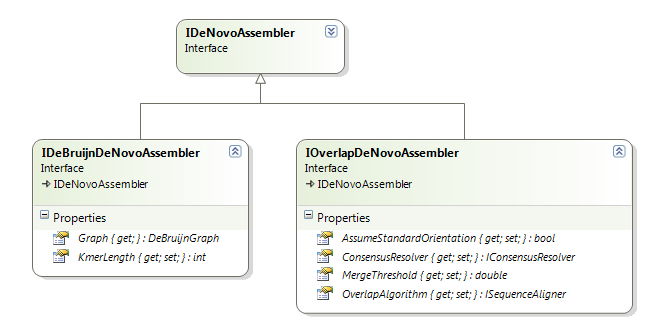 IDeNovoAssembler
Interface
IDeBruijnDeNovoAssembler
Interface
IDeNovoAssembler
Properties
Graph { get; } : DeBruijnGraph
KmerLength { get; set; } : int
IOverlapDeNovoAssembler
Interface
IDeNovoAssembler
Properties
AssumeStandardOrientation { get; set; } : bool
ConsensusResolver { get; set; } : IConsensusResolver
MergeThreshold { get; set; } : double
OverlapAlgorithm { get; set; } : ISequenceAligner